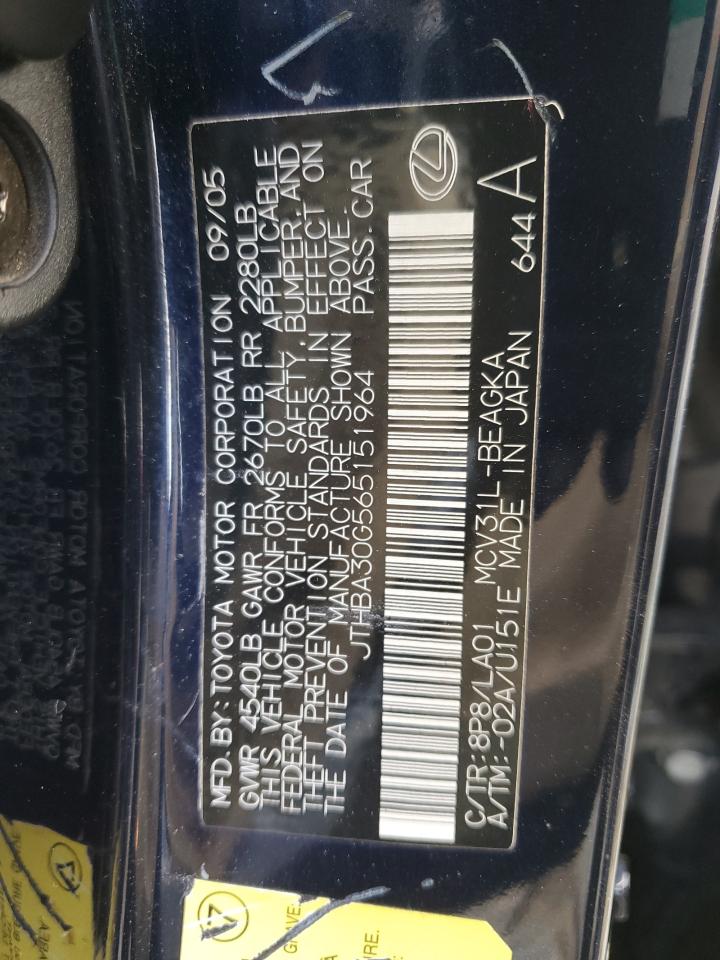 MFD.BY:TOYOTA MOTOR CORPORATION 09/05
GVWR 4540LB GAWR FR 2670LB RR 2280LB
THIS VEHICLE CONFORMS TO ALL APPLICABLE
FEDERAL MOTOR VEHICLE SAFETY,BUMPER,AND
THEFT PREVENTION STANDARDS IN EFFECT ON
THE DATE OF MANUFACTURE SHOWN ABOVE.
JTHBA30G565151964 PASS.CAR
C/TR:8P8/LA01 MCV31L-BEAGKA
A/TM:-02A/U151E MADE IN JAPAN 644 A